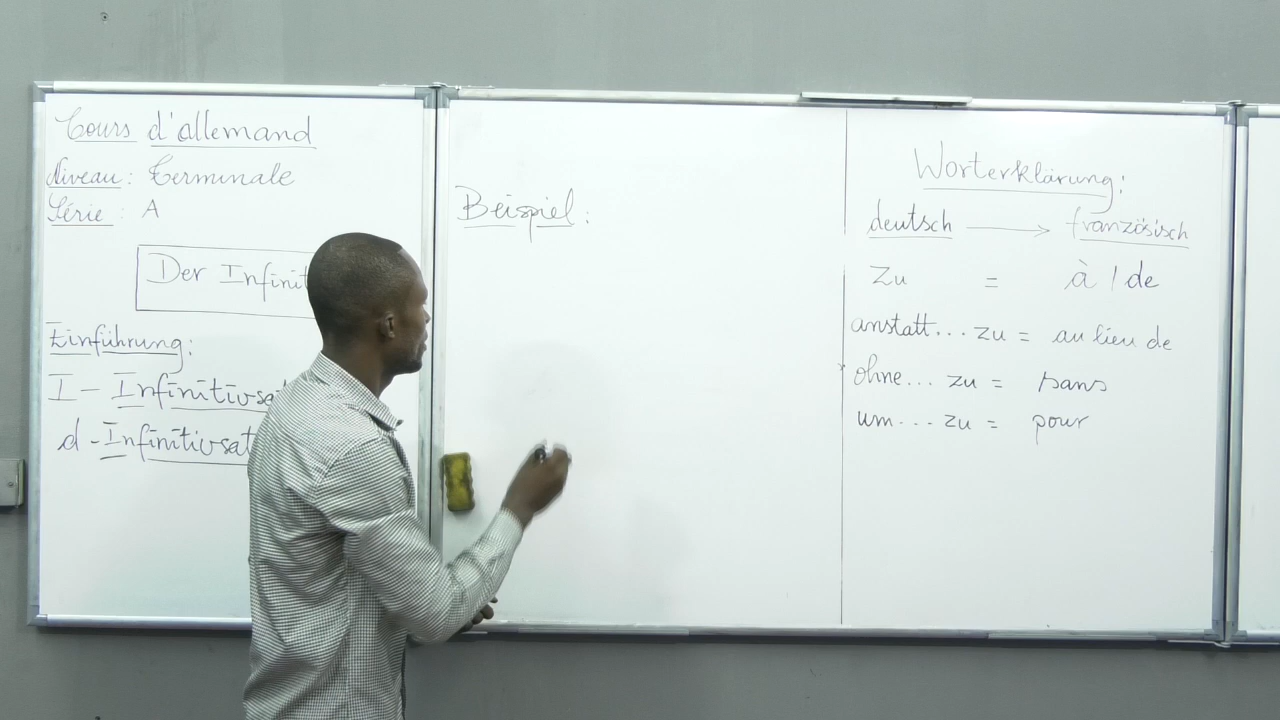 Cours d'allemand
Niveau : Terminale
Série : A
Der Infinit
Einführung :
I - Infinitivsa
d - Infinitivsat
Beispiel :
Worterklärung :
deutsch → französisch
Zu = à / de
anstatt... zu = au lieu de
ohne... zu = sans
um... zu = pour